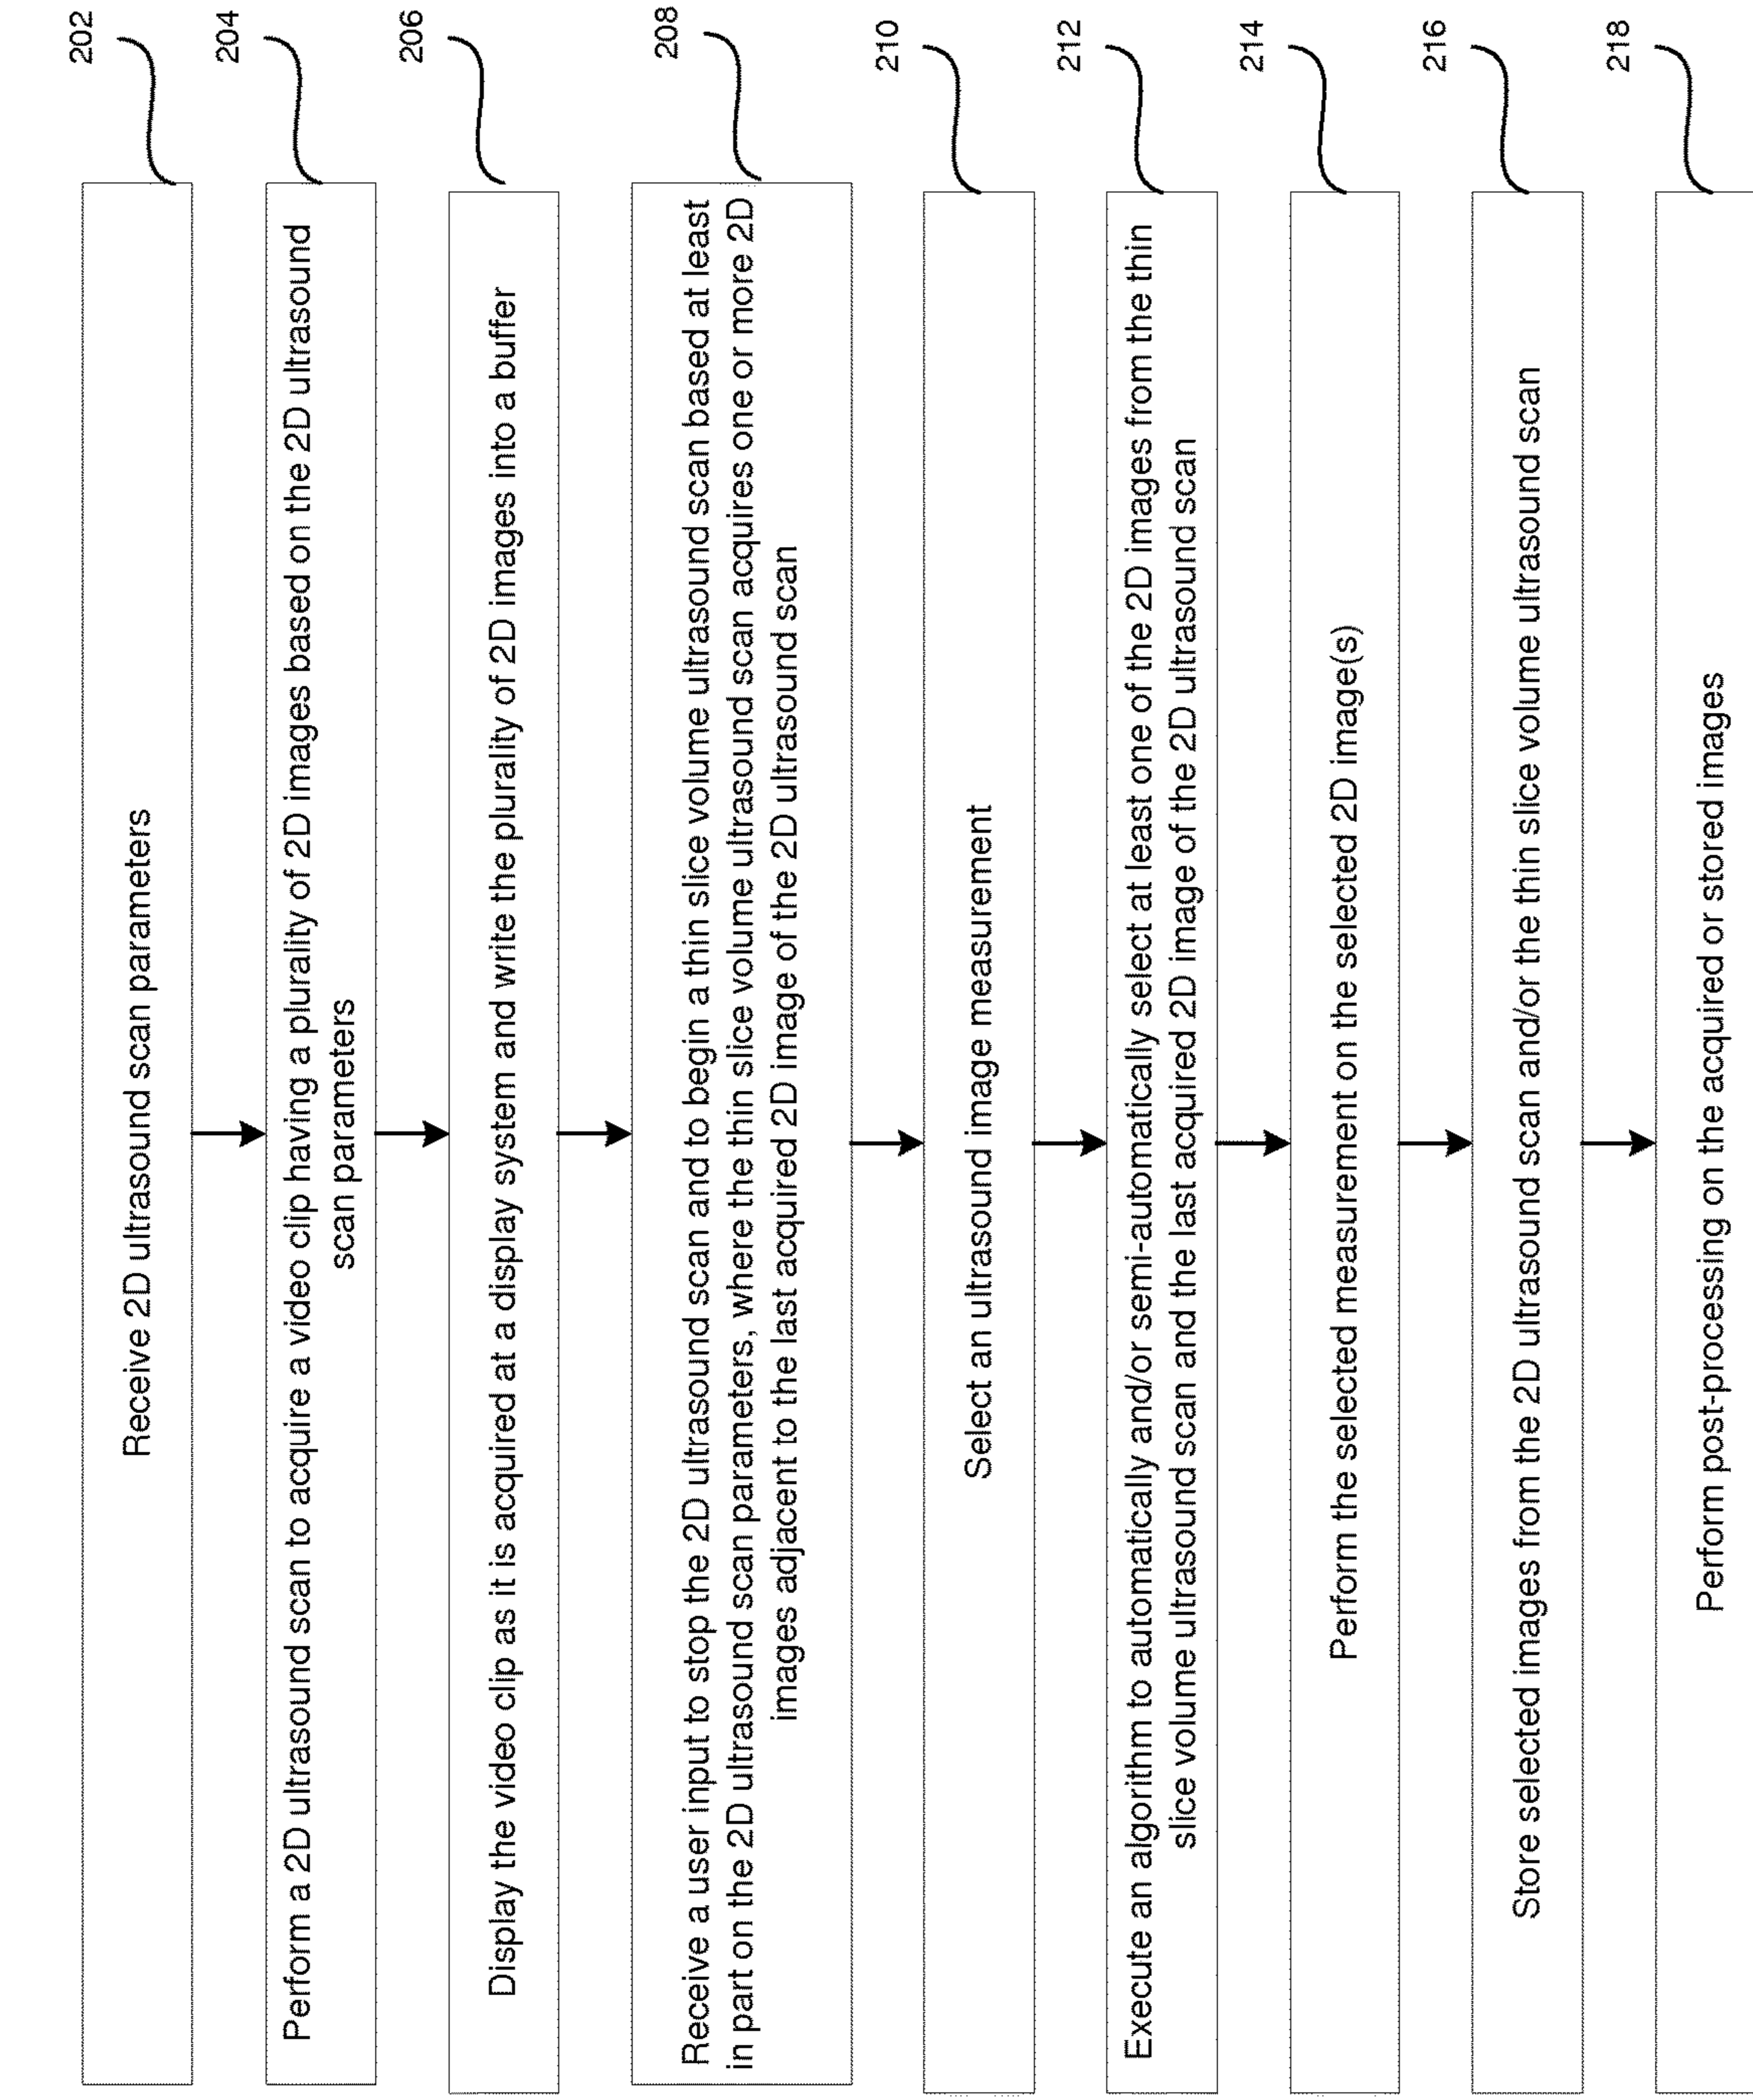 202
Receive 2D ultrasound scan parameters
204
Perform a 2D ultrasound scan to acquire a video clip having a plurality of 2D images based on the 2D ultrasound
scan parameters
206
Display the video clip as it is acquired at a display system and write the plurality of 2D images into a buffer
208
Receive a user input to stop the 2D ultrasound scan and to begin a thin slice volume ultrasound scan based at least
in part on the 2D ultrasound scan parameters, where the thin slice volume ultrasound scan acquires one or more 2D
images adjacent to the last acquired 2D image of the 2D ultrasound scan
210
Select an ultrasound image measurement
212
Execute an algorithm to automatically and/or semi-automatically select at least one of the 2D images from the thin
slice volume ultrasound scan and the last acquired 2D image of the 2D ultrasound scan
214
Perform the selected measurement on the selected 2D image(s)
216
Store selected images from the 2D ultrasound scan and/or the thin slice volume ultrasound scan
218
Perform post-processing on the acquired or stored images